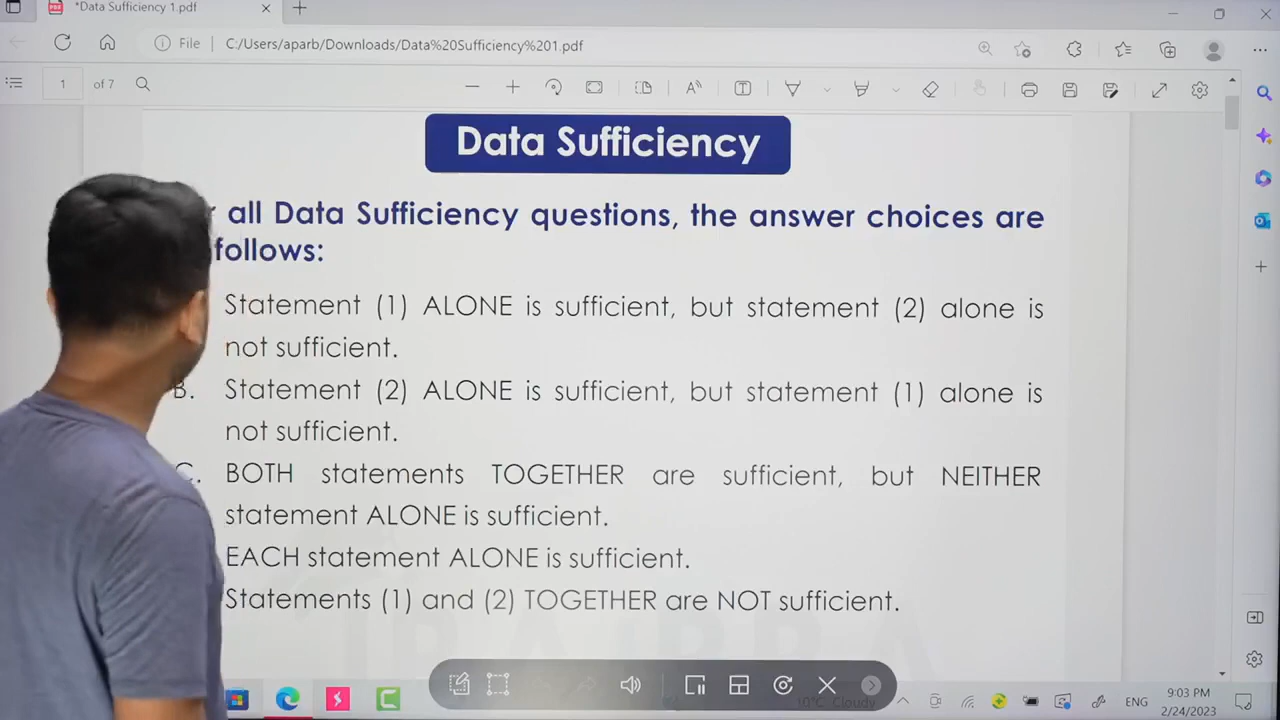 *Data Sufficiency 1.pdf
File C:/Users/aparb/Downloads/Data%20Sufficiency%201.pdf
1 of 7
Data Sufficiency
all Data Sufficiency questions, the answer choices are
follows:
Statement (1) ALONE is sufficient, but statement (2) alone is
not sufficient.
B. Statement (2) ALONE is sufficient, but statement (1) alone is
not sufficient.
C. BOTH statements TOGETHER are sufficient, but NEITHER
statement ALONE is sufficient.
EACH statement ALONE is sufficient.
Statements (1) and (2) TOGETHER are NOT sufficient.
10°C Cloudy
ENG
9:03 PM
2/24/2023